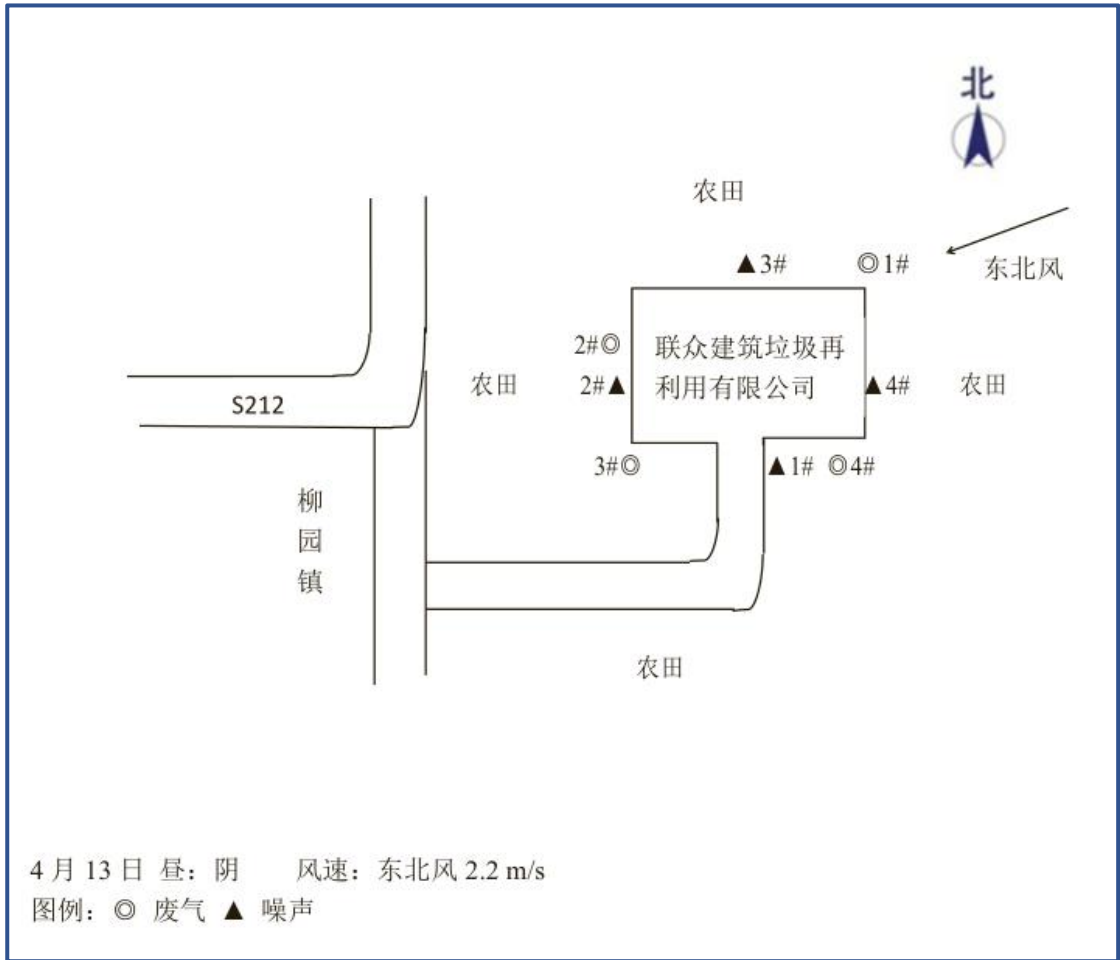 北
农田
▲3#
◎1#
东北风
2#◎
联众建筑垃圾再
利用有限公司
农田
2#▲
▲4#
农田
S212
3#◎
▲1#
◎4#
柳
园
镇
农田
4 月 13 日 昼：阴 风速：东北风 2.2 m/s
图例：◎ 废气 ▲ 噪声